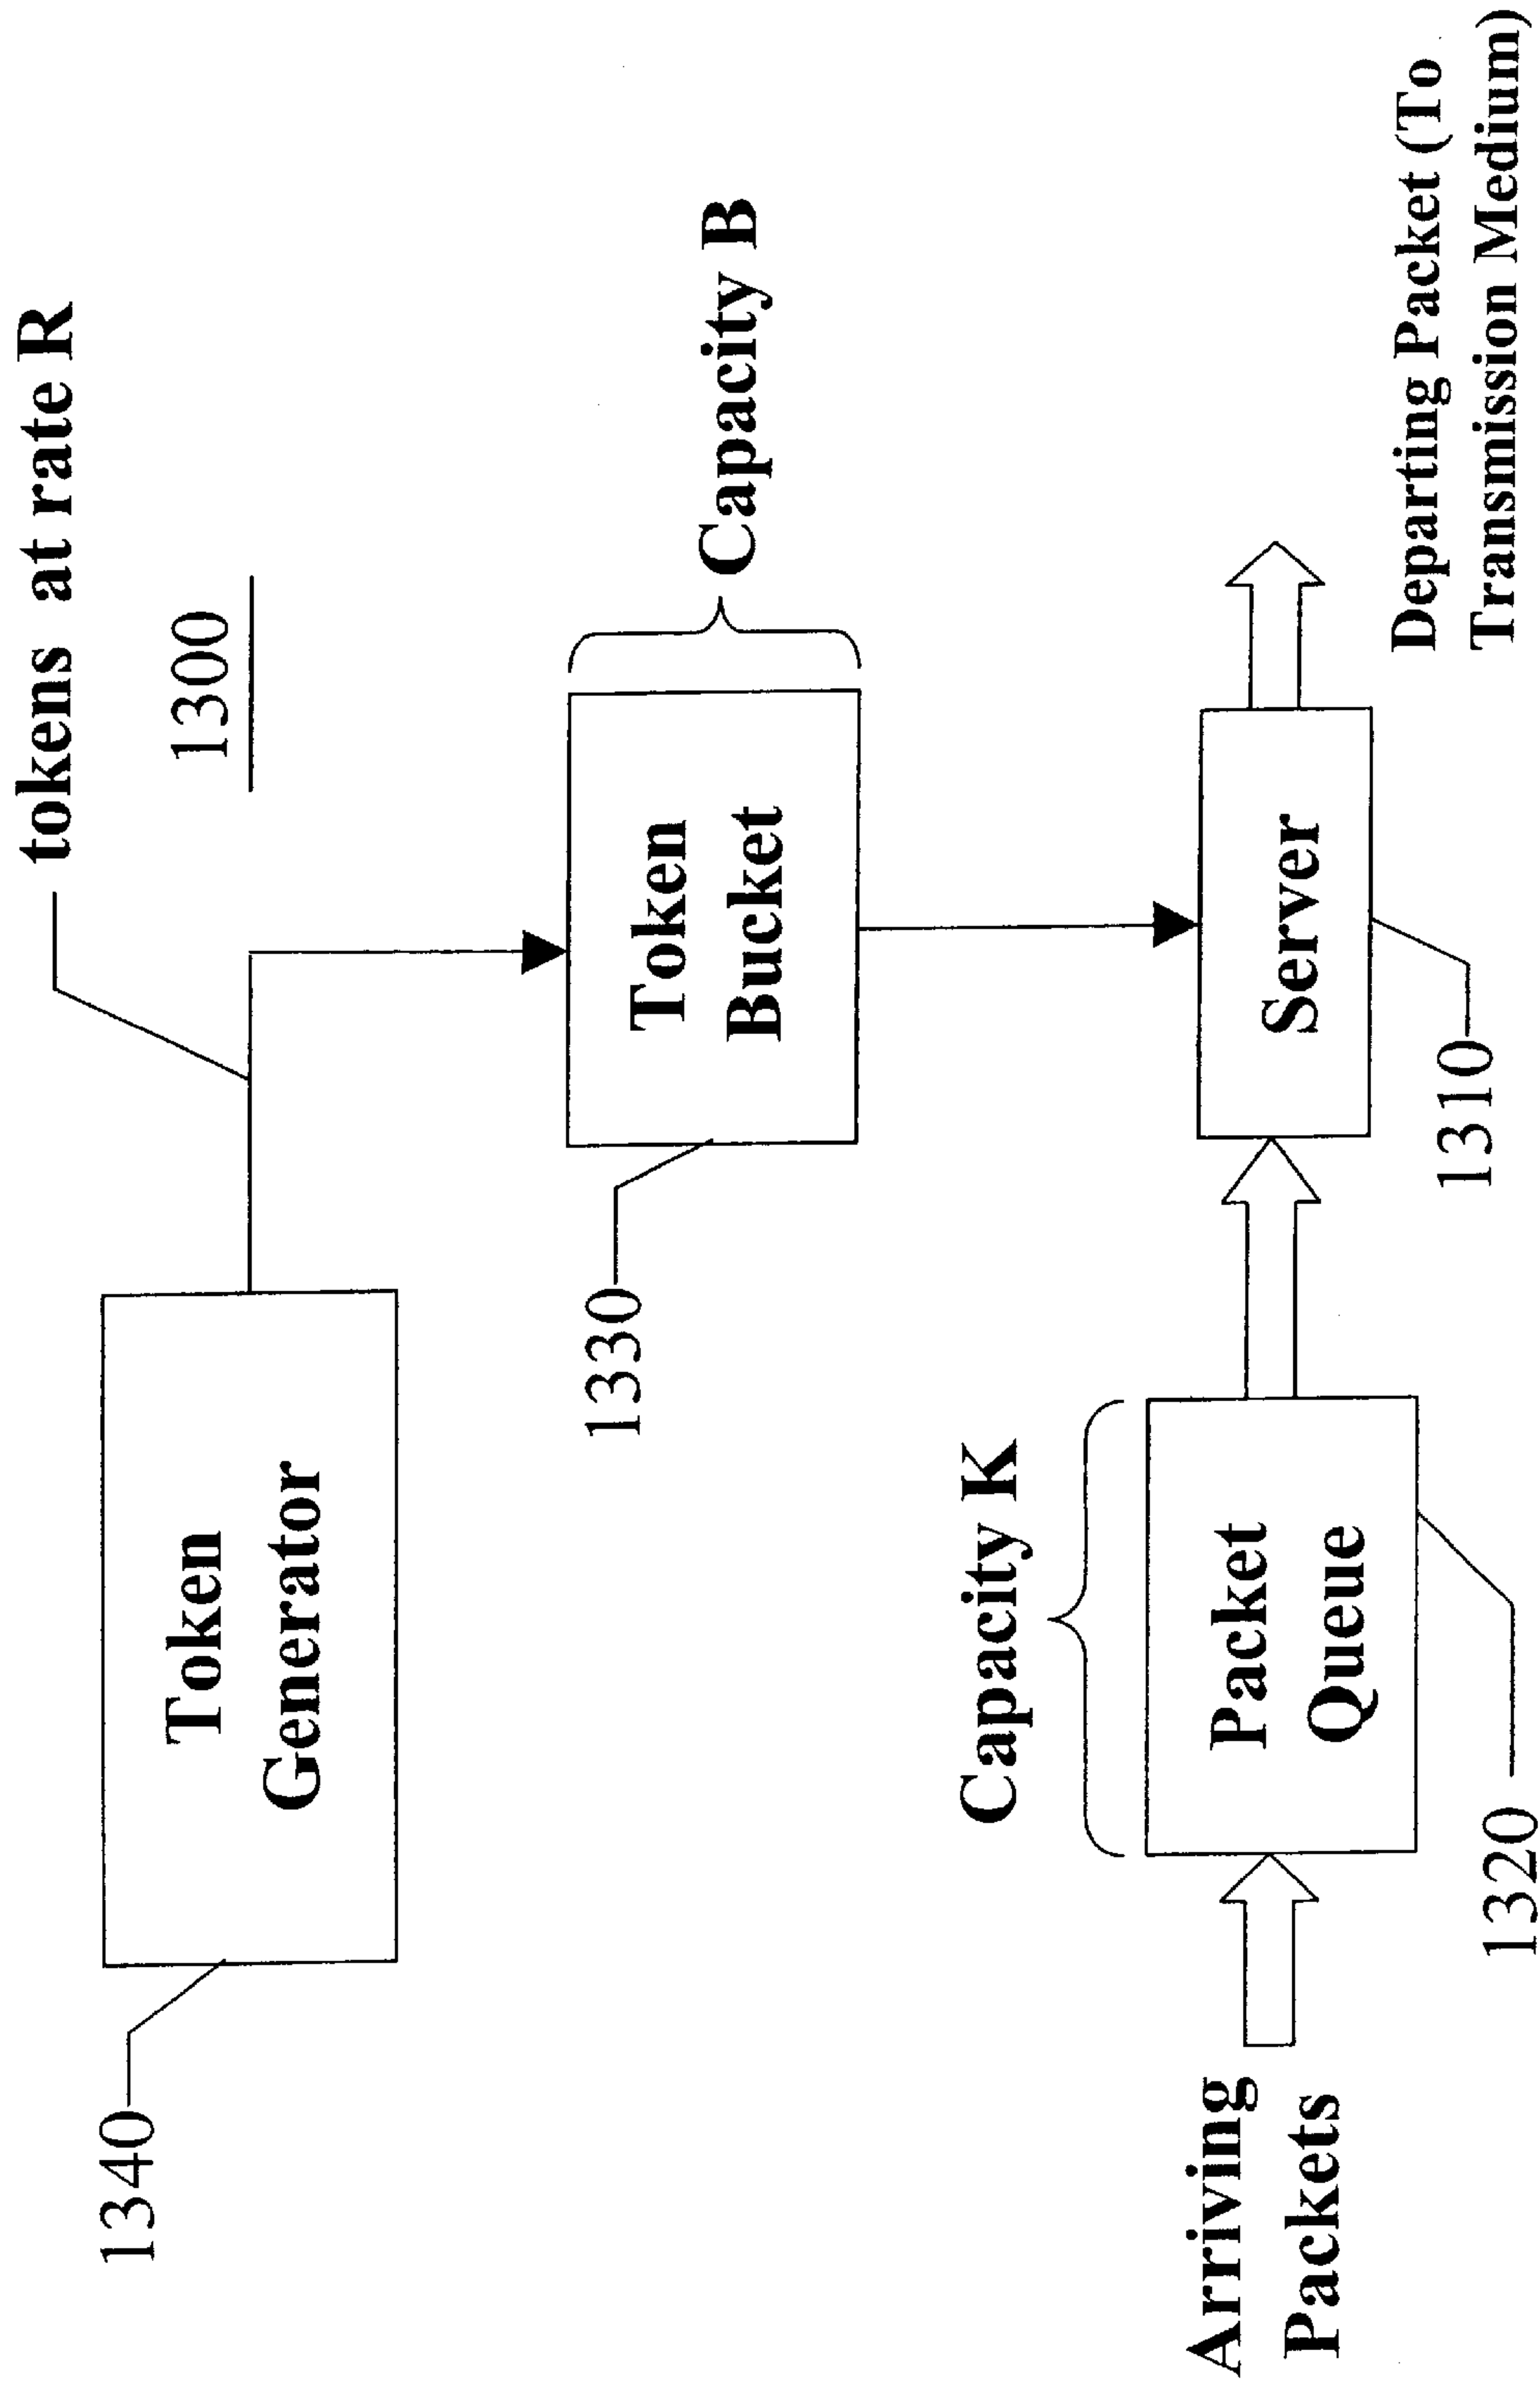 tokens at rate R
1300
1340
Token
Generator
Token
Bucket
Capacity B
1330
Capacity K
Arriving
Packets
Packet
Queue
Server
1320
1310
Departing Packet (To
Transmission Medium)